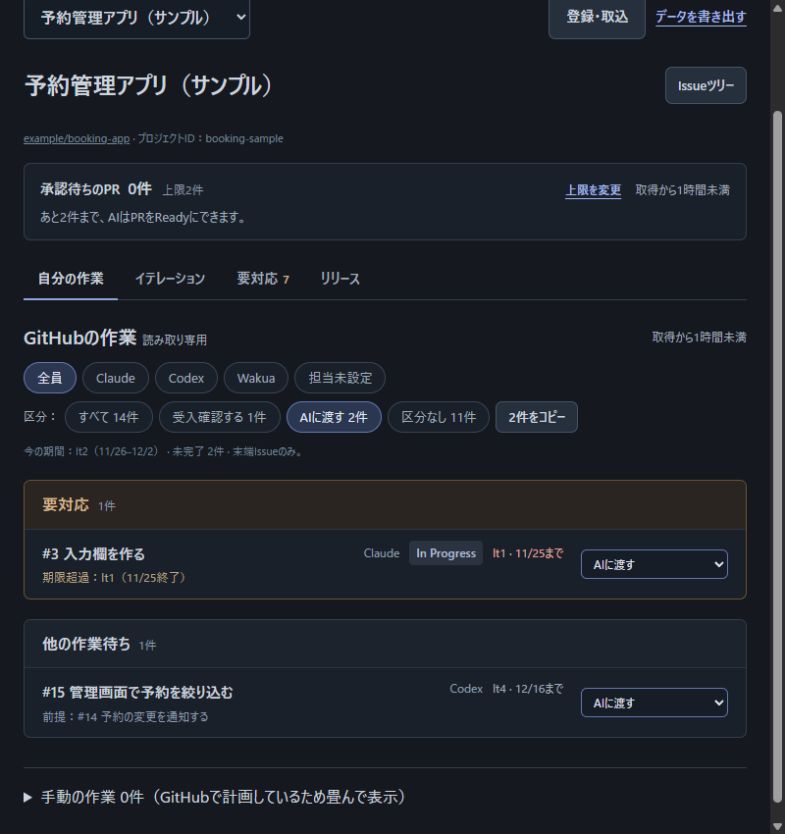 予約管理アプリ（サンプル） 登録・取込 データを書き出す
予約管理アプリ（サンプル） Issueツリー
example/booking-app · プロジェクトID：booking-sample
承認待ちのPR 0件 上限2件 上限を変更 取得から1時間未満
あと2件まで、AIはPRをReadyにできます。
自分の作業 イテレーション 要対応 7 リリース
GitHubの作業 読み取り専用 取得から1時間未満
全員 Claude Codex Wakua 担当未設定
区分： すべて 14件 受入確認する 1件 AIに渡す 2件 区分なし 11件 2件をコピー
今の期間：It2（11/26–12/2） · 未完了 2件 · 末端Issueのみ。
要対応 1件
#3 入力欄を作る Claude In Progress It1 · 11/25まで AIに渡す
期限超過：It1（11/25終了）
他の作業待ち 1件
#15 管理画面で予約を絞り込む Codex It4 · 12/16まで AIに渡す
前提：#14 予約の変更を通知する
▶ 手動の作業 0件（GitHubで計画しているため畳んで表示）